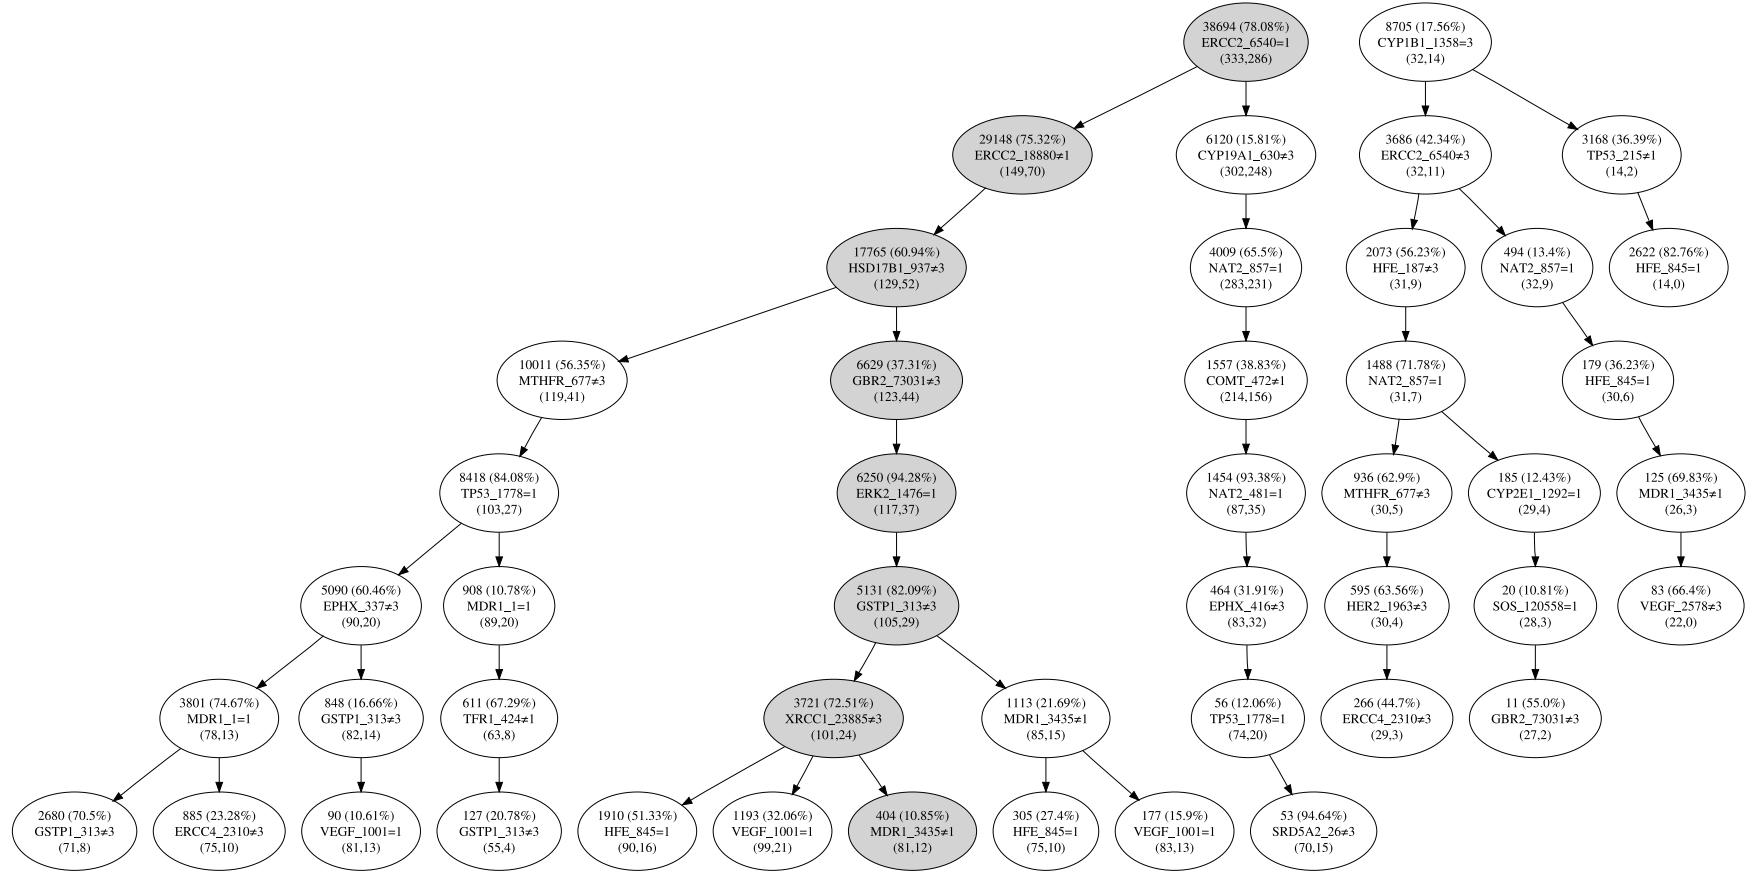 38694 (78.08%)
ERCC2_6540=1
(333,286)
8705 (17.56%)
CYP1B1_1358=3
(32,14)
29148 (75.32%)
ERCC2_18880≠1
(149,70)
6120 (15.81%)
CYP19A1_630≠3
(302,248)
3686 (42.34%)
ERCC2_6540≠3
(32,11)
3168 (36.39%)
TP53_215≠1
(14,2)
17765 (60.94%)
HSD17B1_937≠3
(129,52)
4009 (65.5%)
NAT2_857=1
(283,231)
2073 (56.23%)
HFE_187≠3
(31,9)
494 (13.4%)
NAT2_857=1
(32,9)
2622 (82.76%)
HFE_845=1
(14,0)
10011 (56.35%)
MTHFR_677≠3
(119,41)
6629 (37.31%)
GBR2_73031≠3
(123,44)
1557 (38.83%)
COMT_472≠1
(214,156)
1488 (71.78%)
NAT2_857=1
(31,7)
179 (36.23%)
HFE_845=1
(30,6)
8418 (84.08%)
TP53_1778=1
(103,27)
6250 (94.28%)
ERK2_1476=1
(117,37)
1454 (93.38%)
NAT2_481=1
(87,35)
936 (62.9%)
MTHFR_677≠3
(30,5)
185 (12.43%)
CYP2E1_1292=1
(29,4)
125 (69.83%)
MDR1_3435≠1
(26,3)
5090 (60.46%)
EPHX_337≠3
(90,20)
908 (10.78%)
MDR1_1=1
(89,20)
5131 (82.09%)
GSTP1_313≠3
(105,29)
464 (31.91%)
EPHX_416≠3
(83,32)
595 (63.56%)
HER2_1963≠3
(30,4)
20 (10.81%)
SOS_120558=1
(28,3)
83 (66.4%)
VEGF_2578≠3
(22,0)
3801 (74.67%)
MDR1_1=1
(78,13)
848 (16.66%)
GSTP1_313≠3
(82,14)
611 (67.29%)
TFR1_424≠1
(63,8)
3721 (72.51%)
XRCC1_23885≠3
(101,24)
1113 (21.69%)
MDR1_3435≠1
(85,15)
56 (12.06%)
TP53_1778=1
(74,20)
266 (44.7%)
ERCC4_2310≠3
(29,3)
11 (55.0%)
GBR2_73031≠3
(27,2)
2680 (70.5%)
GSTP1_313≠3
(71,8)
885 (23.28%)
ERCC4_2310≠3
(75,10)
90 (10.61%)
VEGF_1001=1
(81,13)
127 (20.78%)
GSTP1_313≠3
(55,4)
1910 (51.33%)
HFE_845=1
(90,16)
1193 (32.06%)
VEGF_1001=1
(99,21)
404 (10.85%)
MDR1_3435≠1
(81,12)
305 (27.4%)
HFE_845=1
(75,10)
177 (15.9%)
VEGF_1001=1
(83,13)
53 (94.64%)
SRD5A2_26≠3
(70,15)